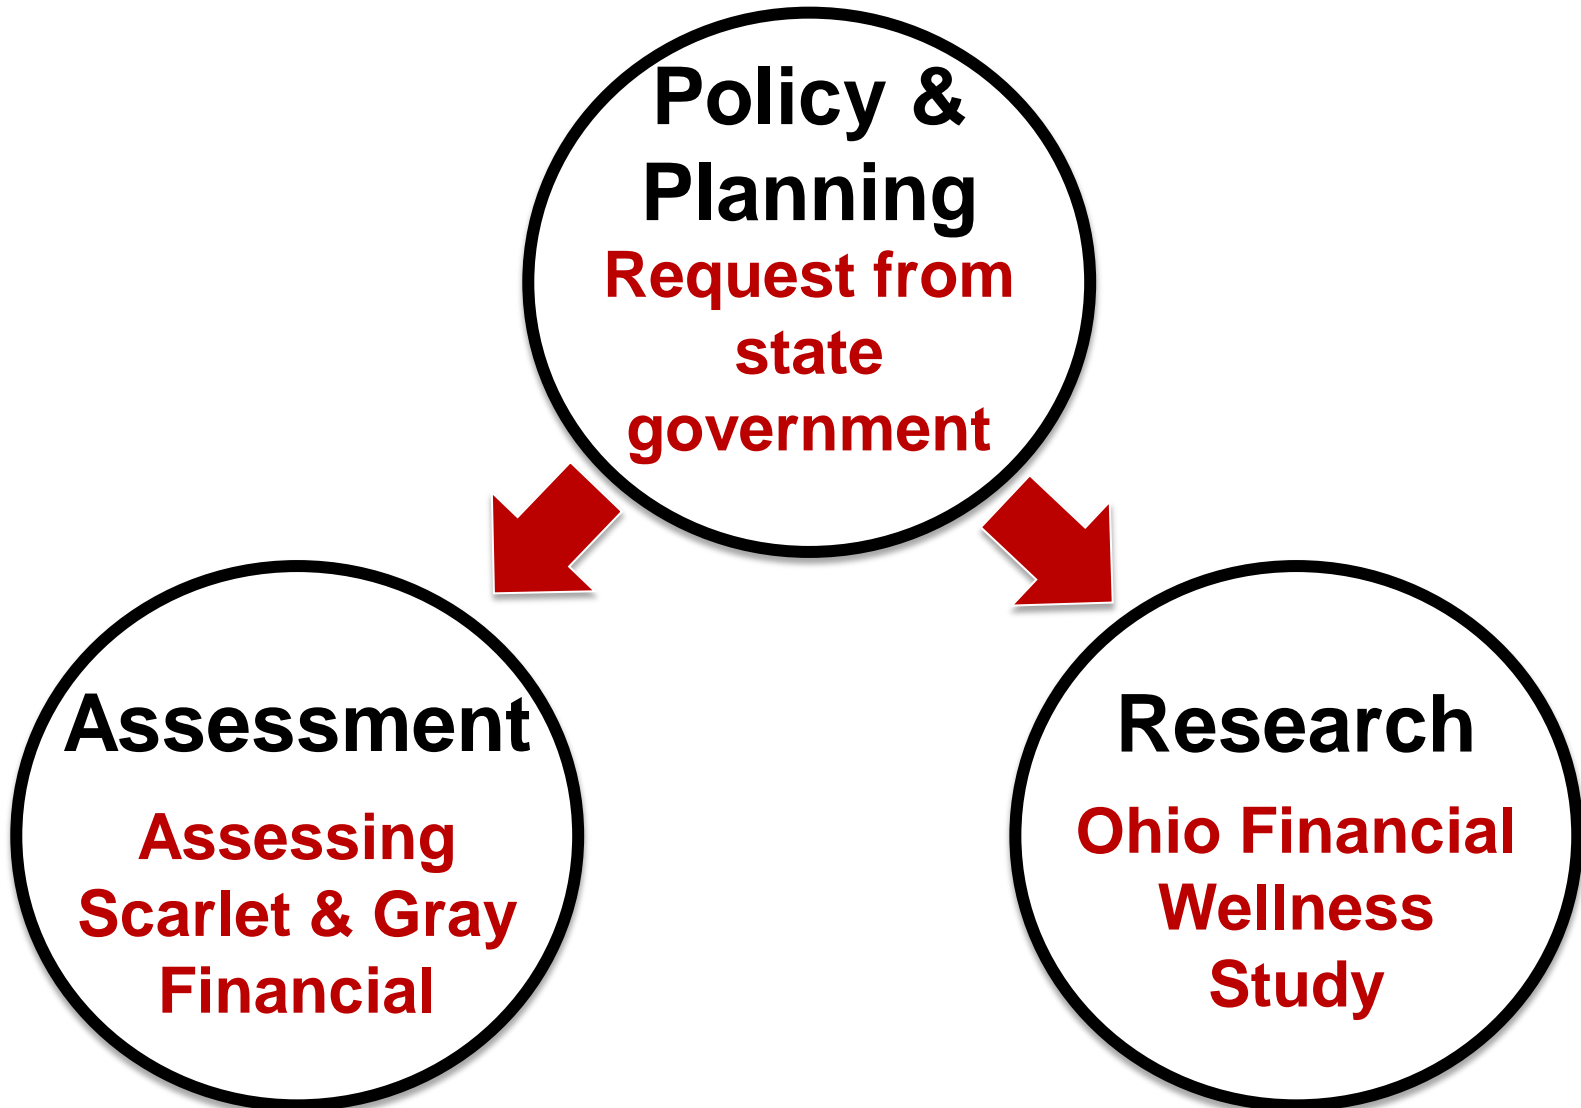 Policy &
Planning
Request from
state
government
Assessment
Assessing
Scarlet & Gray
Financial
Research
Ohio Financial
Wellness
Study